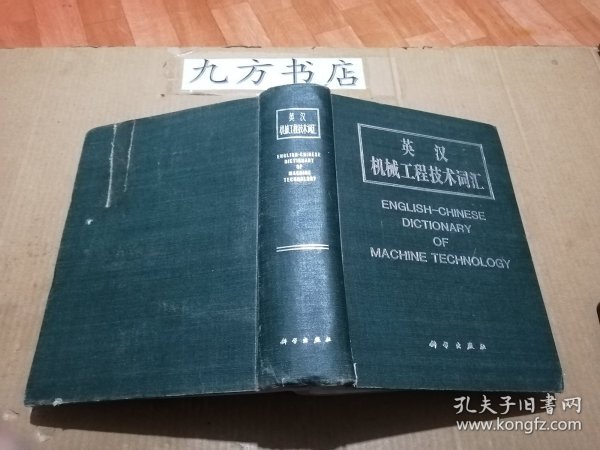 九方书店
英汉
机械工程技术词汇
ENGLISH-CHINESE
DICTIONARY
OF
MACHINE
TECHNOLOGY
科学出版社
英汉
机械工程技术词汇
ENGLISH-CHINESE
DICTIONARY
OF
MACHINE TECHNOLOGY
科学出版社
孔夫子旧书网
www.kongfz.com